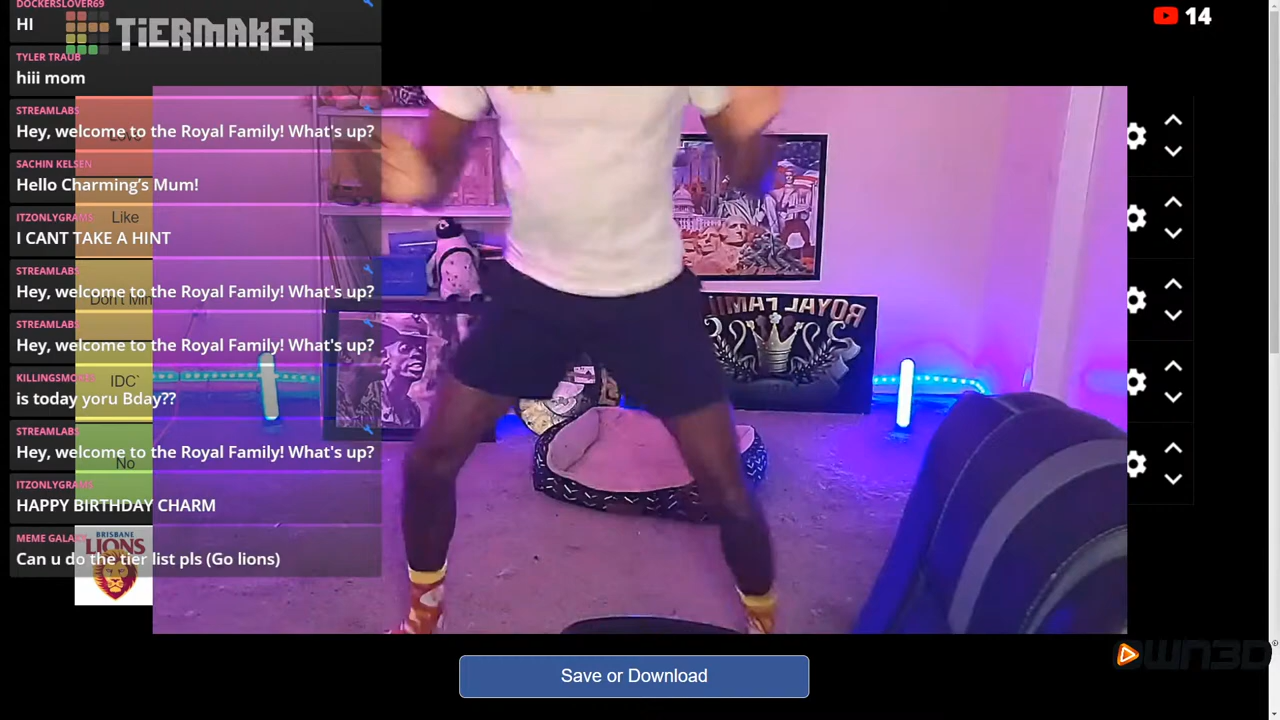 DOCKERSLOVER69
HI
TiERMAKER
14
TYLER TRAUB
hiii mom
STREAMLABS
Hey, welcome to the Royal Family! What's up?
Love
SACHIN KELSEN
Hello Charming's Mum!
ITZONLYGRAMS
Like
I CANT TAKE A HINT
STREAMLABS
Hey, welcome to the Royal Family! What's up?
Don't Min
STREAMLABS
Hey, welcome to the Royal Family! What's up?
ROYAL FAMI
IDC`
is today yoru Bday??
STREAMLABS
Hey, welcome to the Royal Family! What's up?
No
ITZONLYGRAMS
HAPPY BIRTHDAY CHARM
BRISBANE
LIONS
MEME GALAXY
Can u do the tier list pls (Go lions)
OWN3D
Save or Download